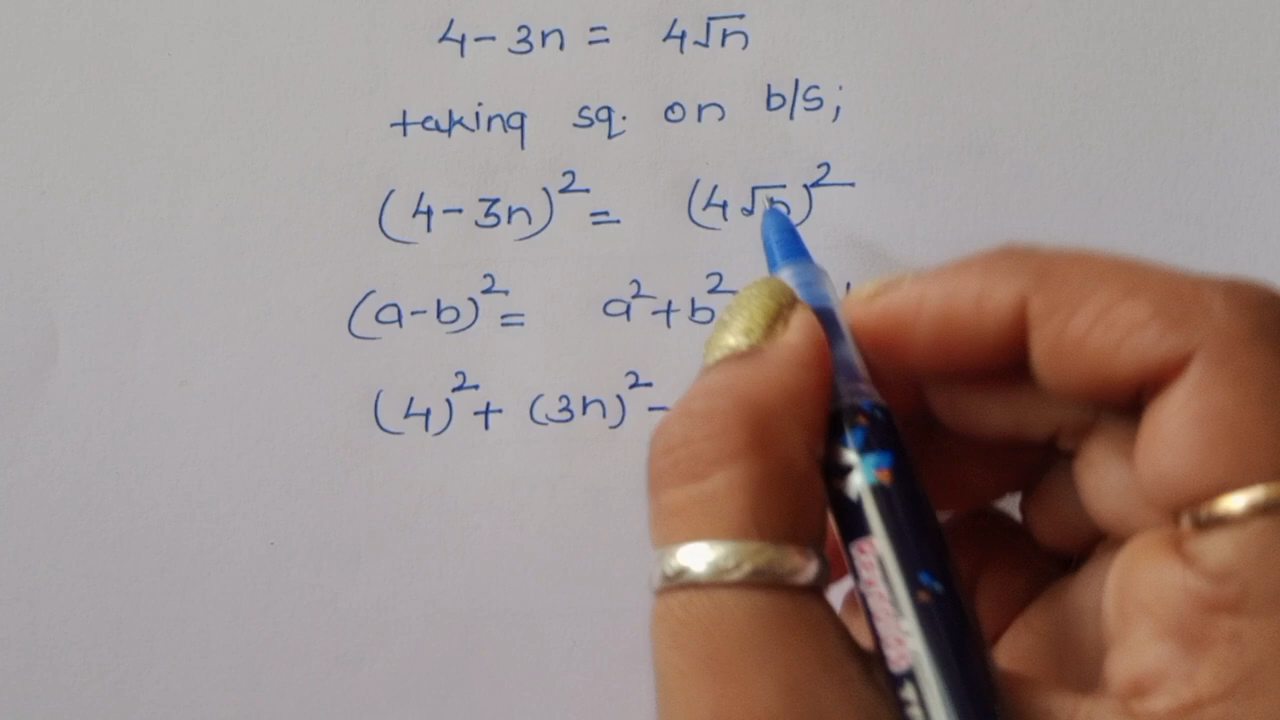 4 - 3n = 4√n
taking sq. on b/s;
(4 - 3n)² = (4√n)²
(a - b)² = a² + b²
(4)² + (3n)² -